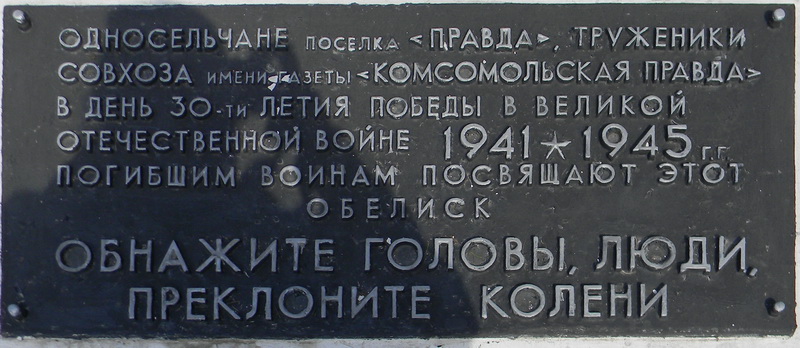 ОДНОСЕЛЬЧАНЕ ПОСЕЛКА «ПРАВДА», ТРУЖЕНИКИ
СОВХОЗА ИМЕНИ ГАЗЕТЫ «КОМСОМОЛЬСКАЯ ПРАВДА»
В ДЕНЬ 30-ТИ ЛЕТИЯ ПОБЕДЫ В ВЕЛИКОЙ
ОТЕЧЕСТВЕННОЙ ВОЙНЕ 1941 ★ 1945 Г.Г.
ПОГИБШИМ ВОИНАМ ПОСВЯЩАЮТ ЭТОТ
ОБЕЛИСК
ОБНАЖИТЕ ГОЛОВЫ, ЛЮДИ,
ПРЕКЛОНИТЕ КОЛЕНИ